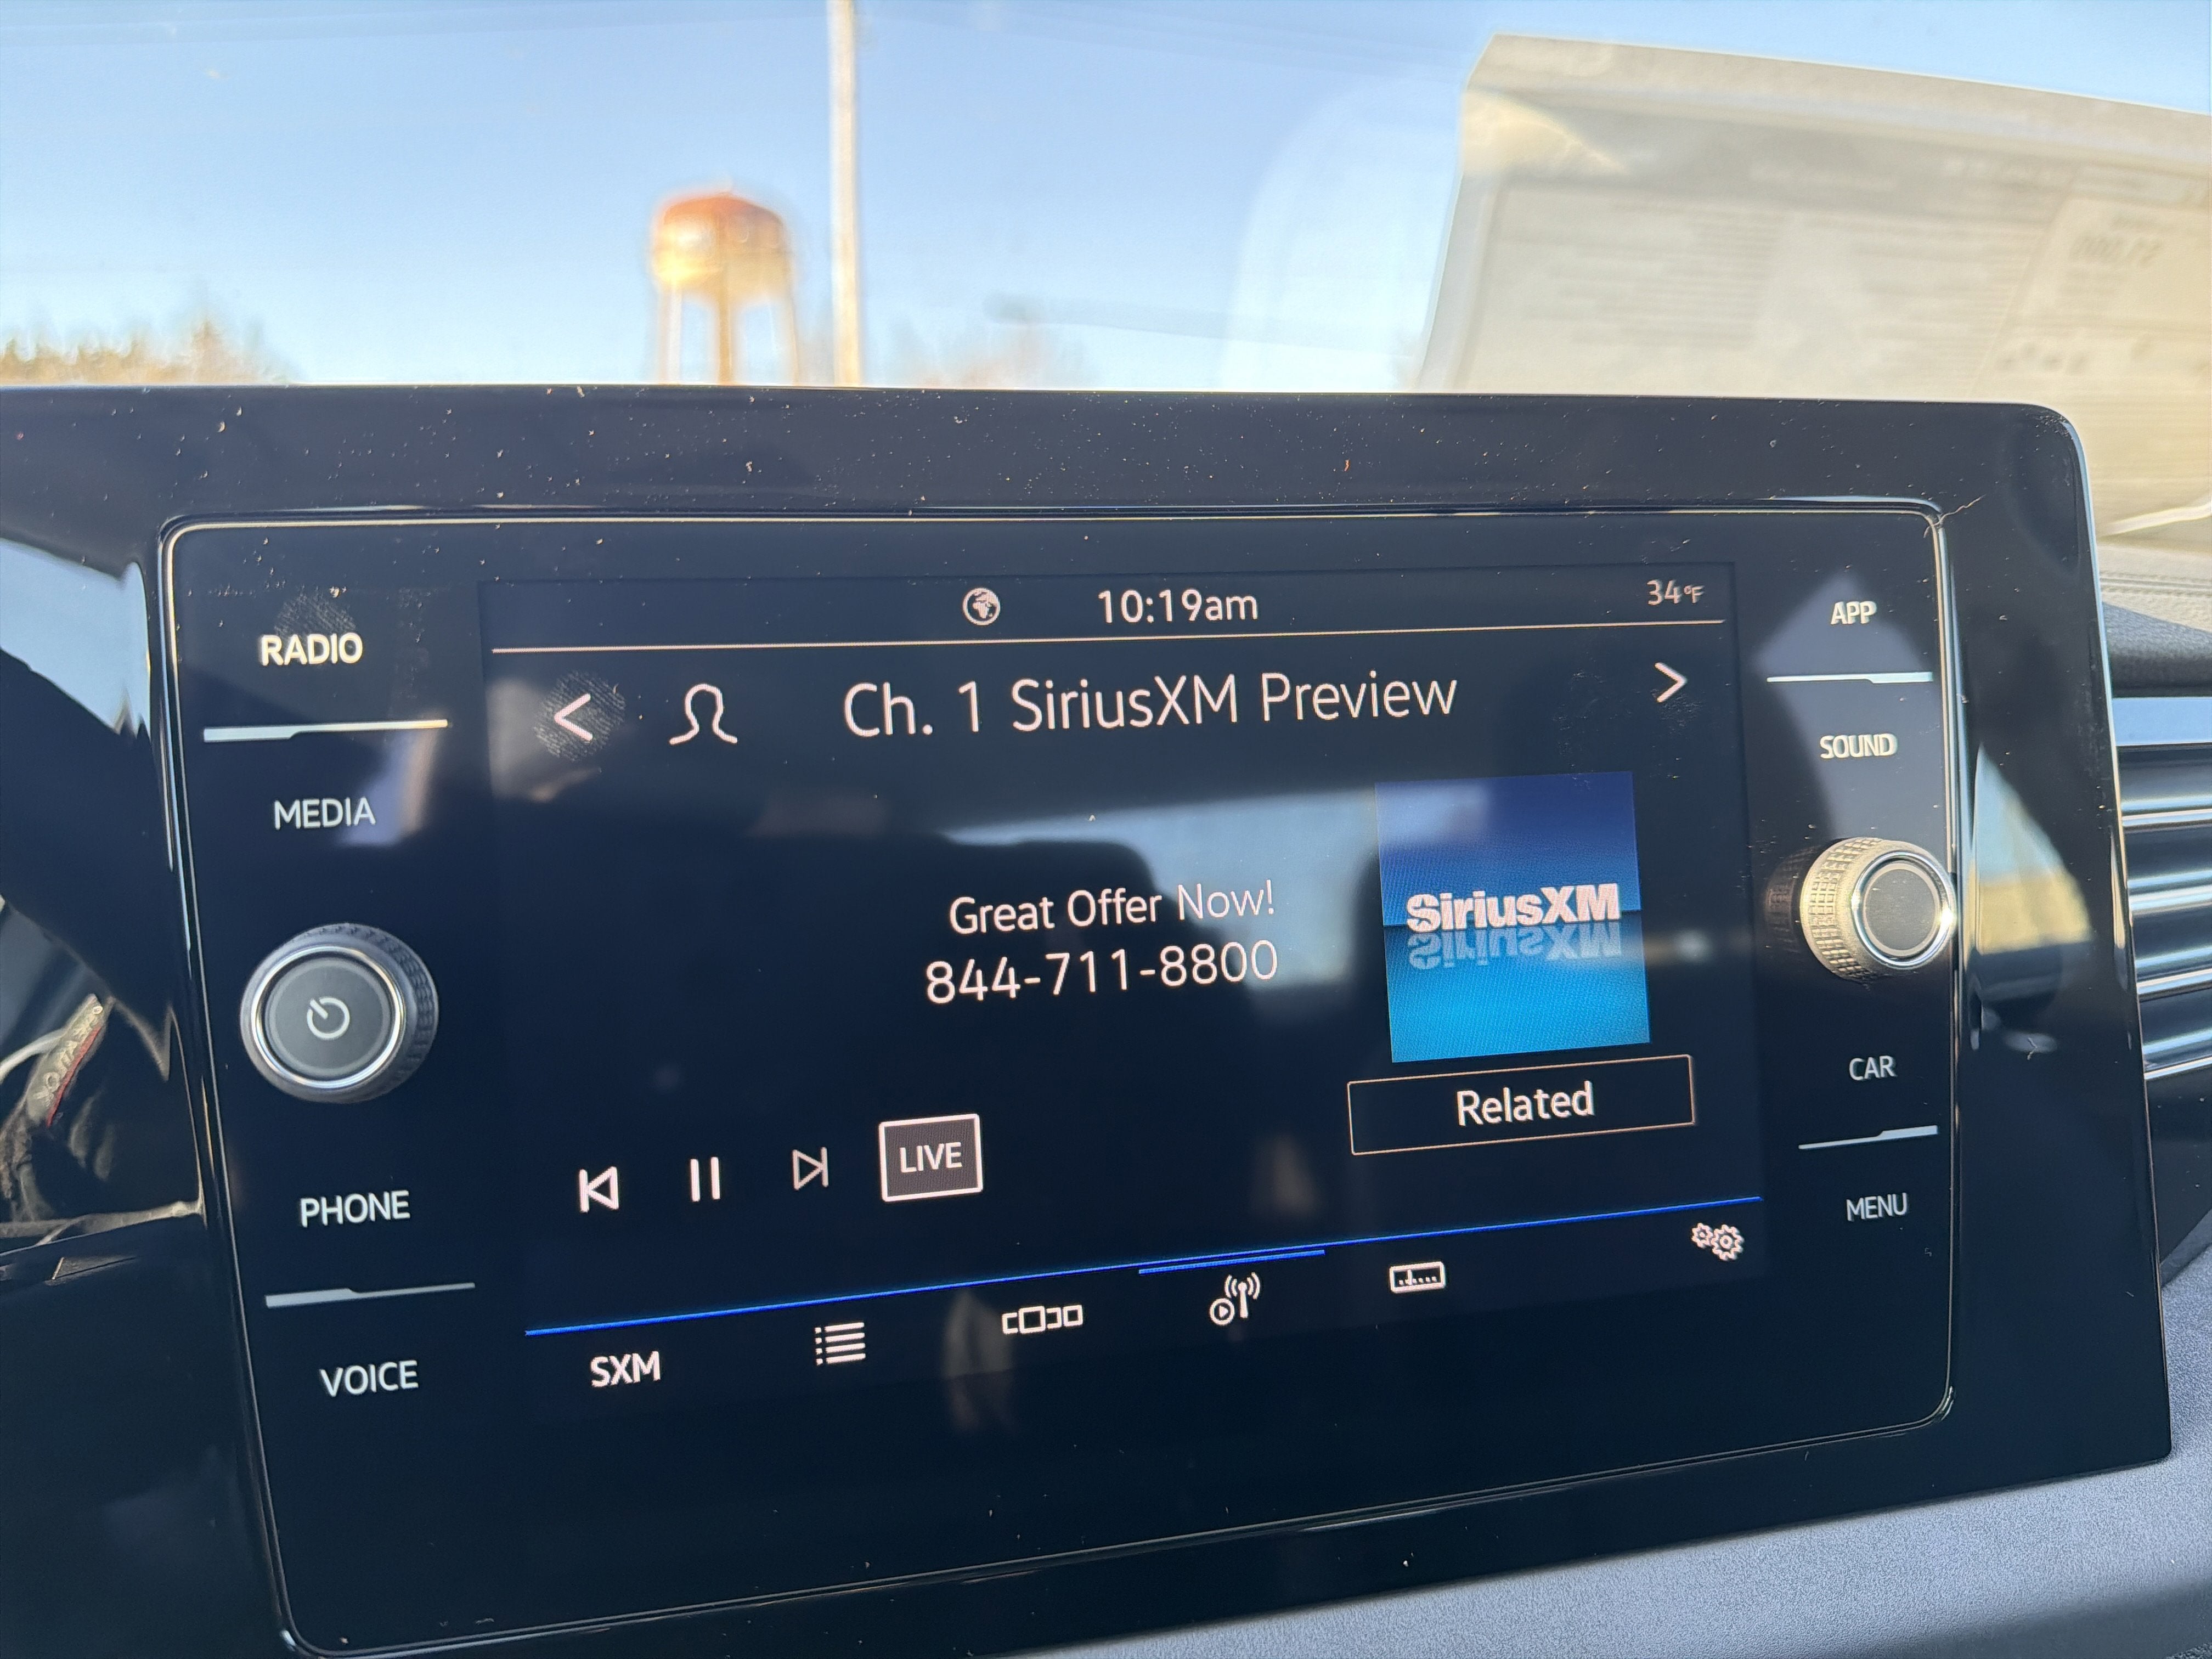 10:19am
34°F
RADIO
APP
Ch. 1 SiriusXM Preview
SOUND
MEDIA
Great Offer Now!
844-711-8800
SiriusXM
CAR
Related
LIVE
PHONE
MENU
SXM
VOICE